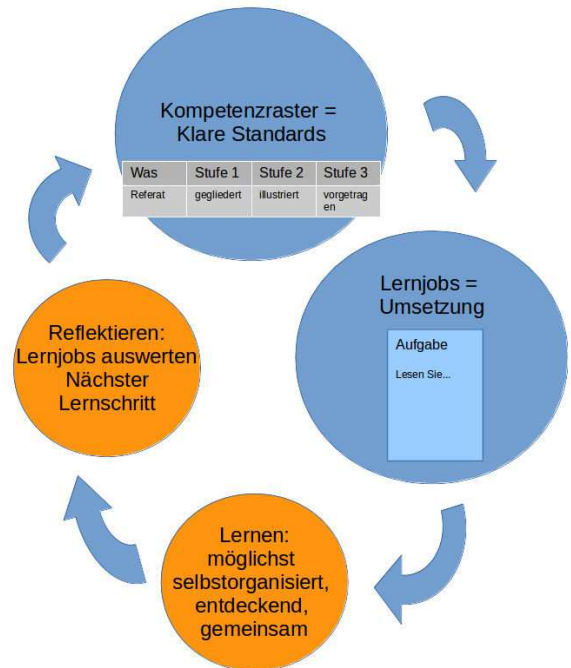 Kompetenzraster =
Klare Standards
Was Stufe 1 Stufe 2 Stufe 3
Referat gegliedert illustriert vorgetrag
en
Lernjobs =
Umsetzung
Aufgabe
Lesen Sie...
Lernen:
möglichst
selbstorganisiert,
entdeckend,
gemeinsam
Reflektieren:
Lernjobs auswerten
Nächster
Lernschritt